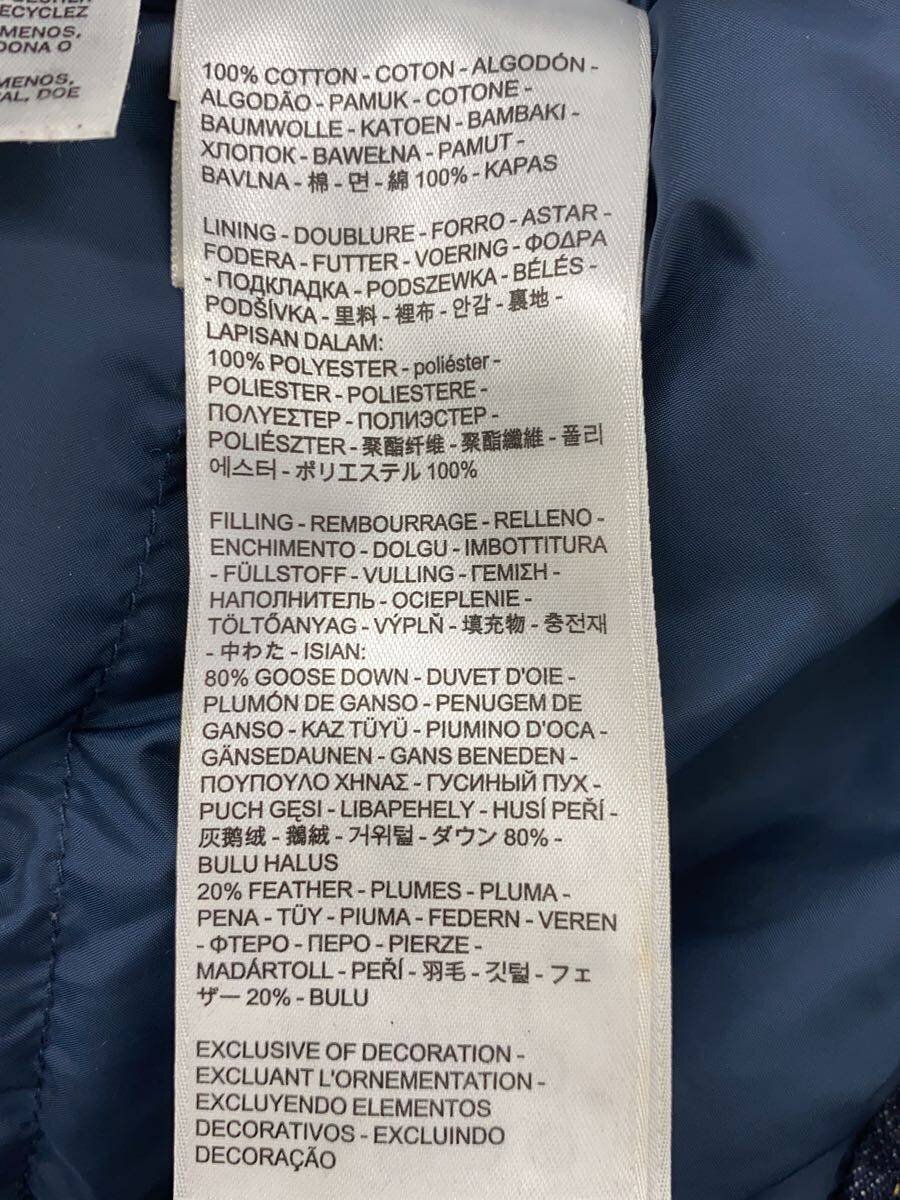 ECYCLEZ
MENOS,
DONA O
MENOS,
AL, DOE
100% COTTON - COTON - ALGODÓN -
ALGODÃO - PAMUK - COTONE -
BAUMWOLLE - KATOEN - BAMBAKI -
ХЛОПОК - BAWEŁNA - PAMUT -
BAVLNA - 棉 - 면 - 綿 100% - KAPAS
LINING - DOUBLURE - FORRO - ASTAR -
FODERA - FUTTER - VOERING - ΦΟΔΡΑ
- ПОДКЛАДКА - PODSZEWKA - BÉLÉS -
PODŠÍVKA - 里料 - 裡布 - 안감 - 裏地 -
LAPISAN DALAM:
100% POLYESTER - poliéster -
POLIESTER - POLIESTERE -
ΠΟΛΥΕΣΤΕΡ - ПОЛИЭСТЕР -
POLIÉSZTER - 聚酯纤维 - 聚酯纖維 - 폴리
에스터 - ポリエステル 100%
FILLING - REMBOURRAGE - RELLENO -
ENCHIMENTO - DOLGU - IMBOTTITURA
- FÜLLSTOFF - VULLING - ΓΕΜΙΣΗ -
НАПОЛНИТЕЛЬ - OCIEPLENIE -
TÖLTŐANYAG - VÝPLŇ - 填充物 - 충전재
- 中わた - ISIAN:
80% GOOSE DOWN - DUVET D'OIE -
PLUMÓN DE GANSO - PENUGEM DE
GANSO - KAZ TÜYÜ - PIUMINO D'OCA -
GÄNSEDAUNEN - GANS BENEDEN -
ΠΟΥΠΟΥΛΟ ΧΗΝΑΣ - ГУСИНЫЙ ПУХ -
PUCH GĘSI - LIBAPEHELY - HUSÍ PEŘÍ -
灰鹅绒 - 鵝絨 - 거위털 - ダウン 80% -
BULU HALUS
20% FEATHER - PLUMES - PLUMA -
PENA - TÜY - PIUMA - FEDERN - VEREN
- ΦΤΕΡΟ - ПЕРО - PIERZE -
MADÁRTOLL - PEŘÍ - 羽毛 - 깃털 - フェ
ザー 20% - BULU
EXCLUSIVE OF DECORATION -
EXCLUANT L'ORNEMENTATION -
EXCLUYENDO ELEMENTOS
DECORATIVOS - EXCLUINDO
DECORAÇÃO